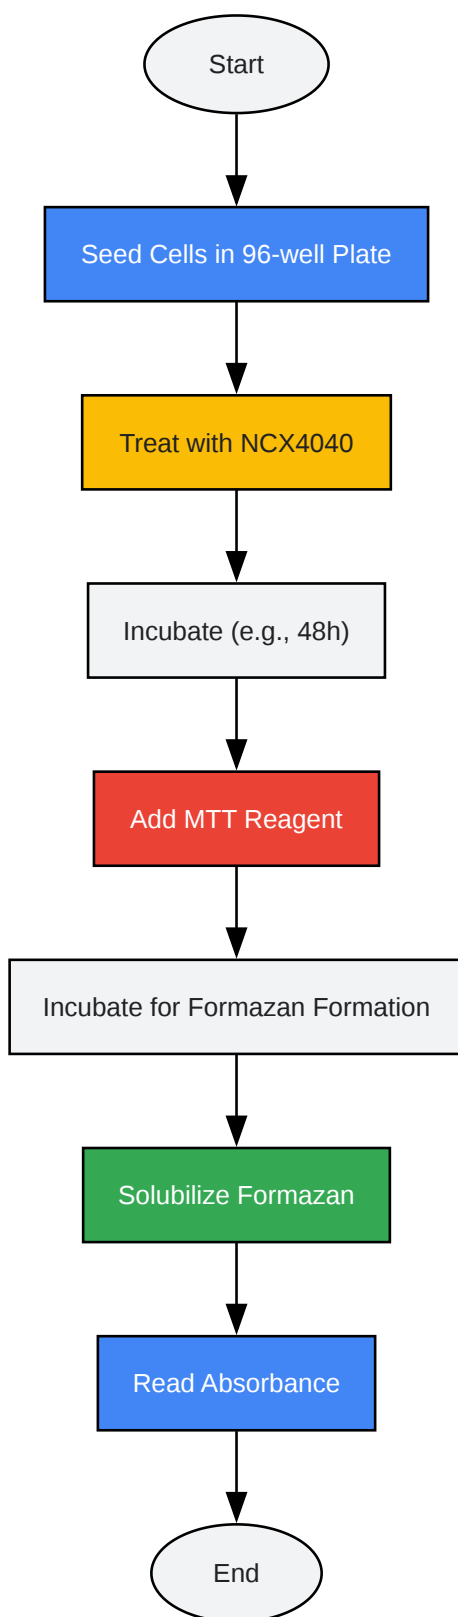 Start
Seed Cells in 96-well Plate
Treat with NCX4040
Incubate (e.g., 48h)
Add MTT Reagent
Incubate for Formazan Formation
Solubilize Formazan
Read Absorbance
End